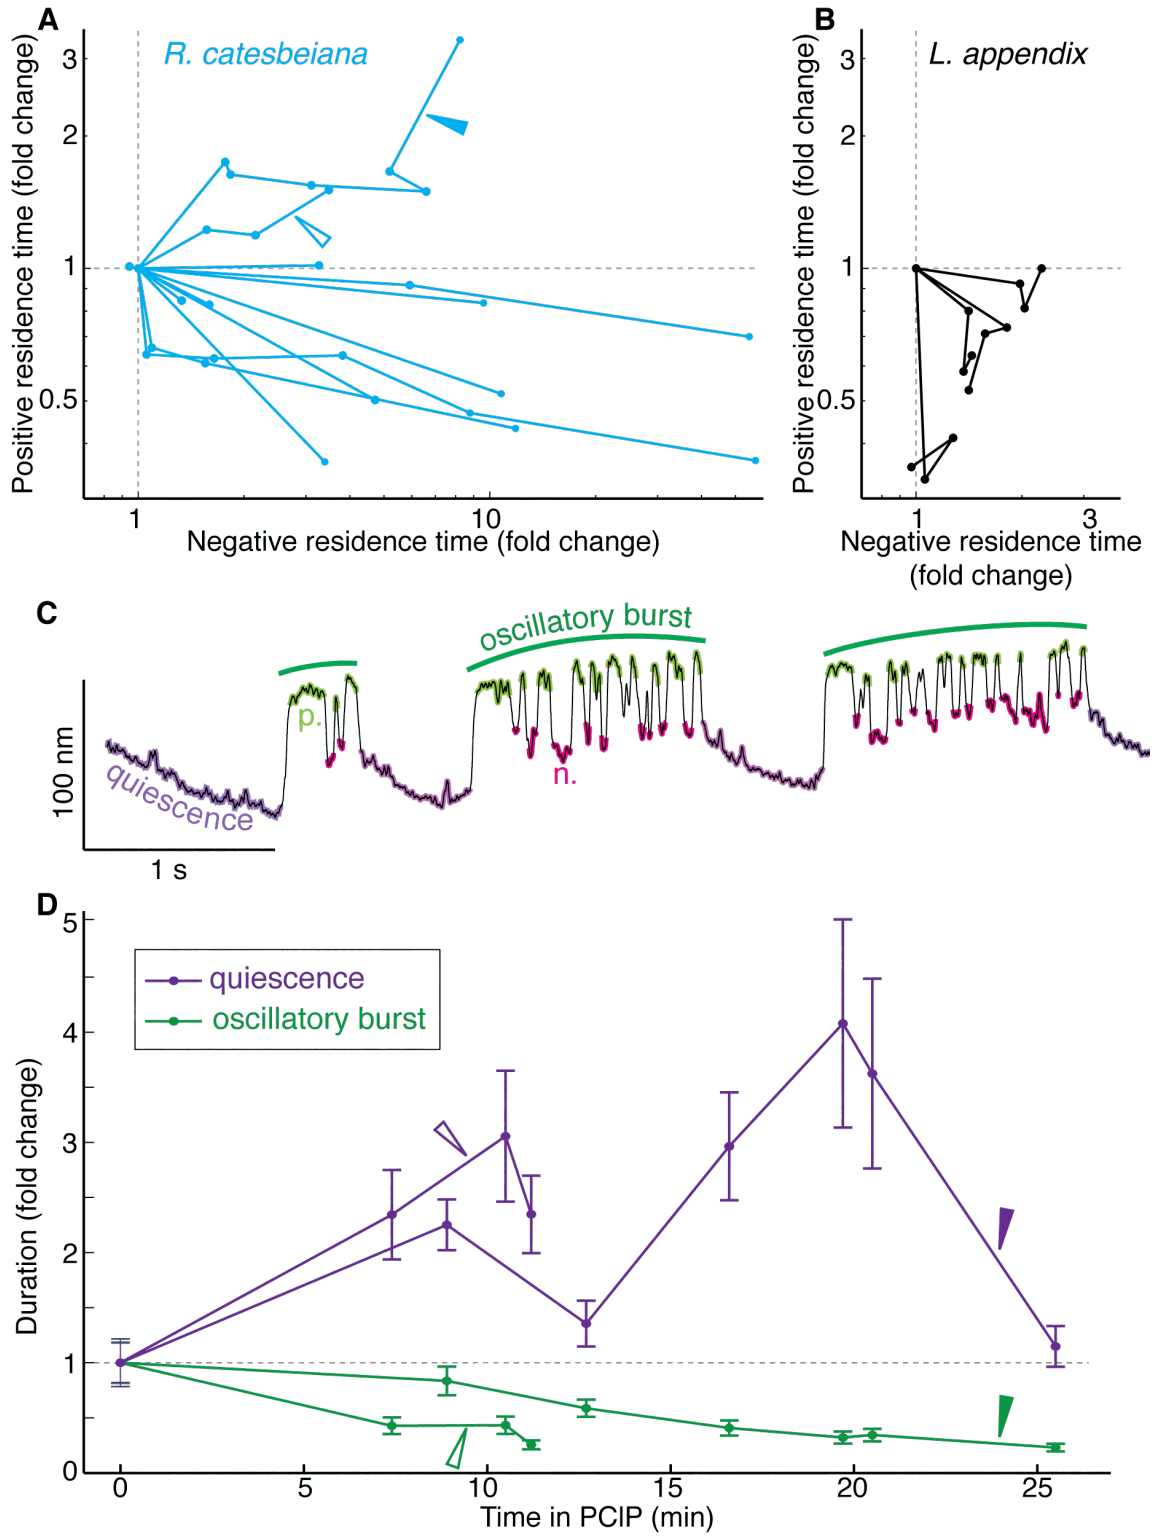 A
R. catesbeiana
Positive residence time (fold change)
3
2
1
0.5
1
10
Negative residence time (fold change)
B
L. appendix
Positive residence time (fold change)
3
2
1
0.5
1
3
Negative residence time
(fold change)
C
oscillatory burst
p.
n.
quiescence
100 nm
1 s
D
quiescence
oscillatory burst
Duration (fold change)
5
4
3
2
1
0
0
5
10
15
20
25
Time in PCIP (min)